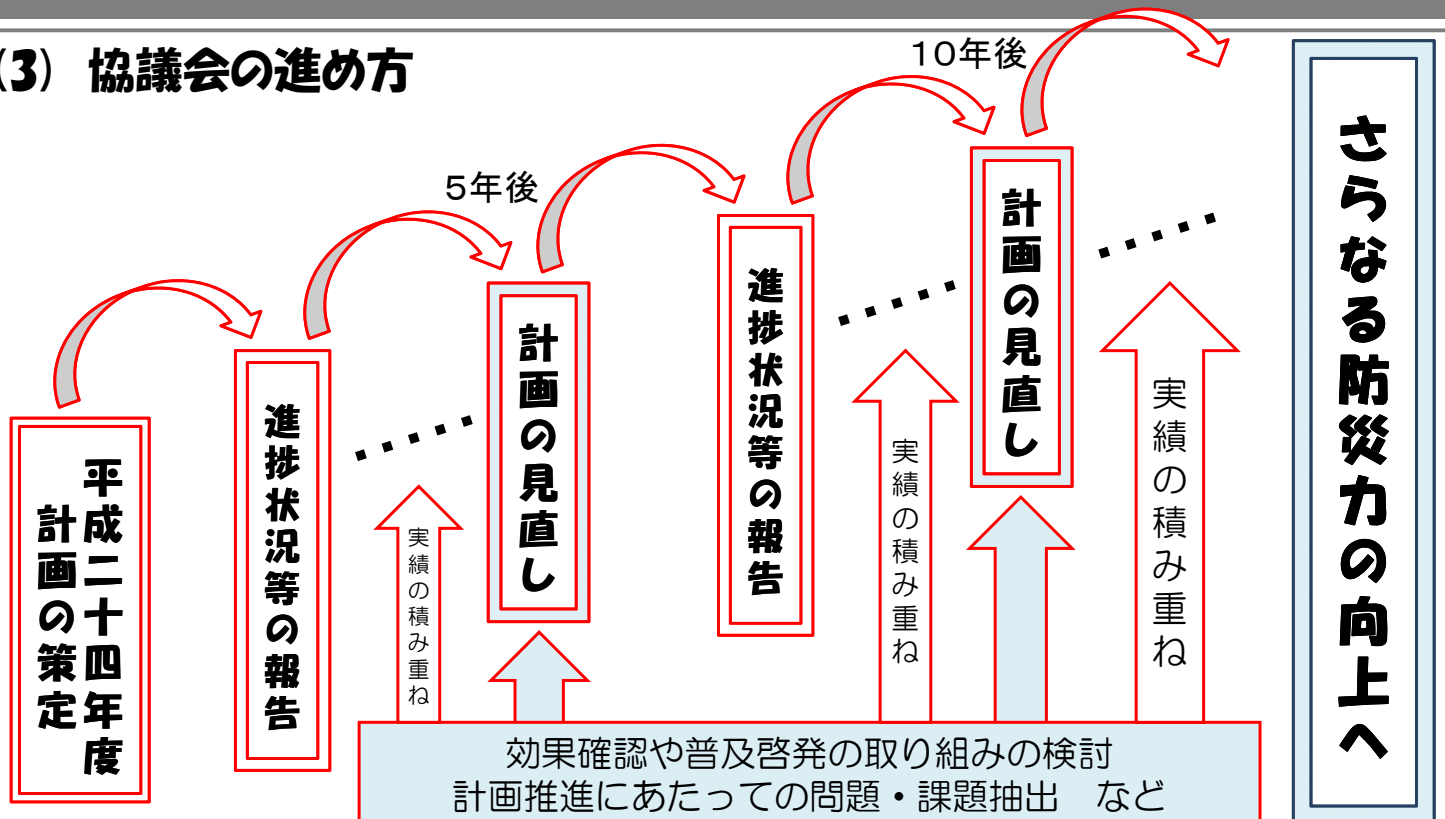 (3) 協議会の進め方
平成二十四年度
計画の策定
進捗状況等の報告
5年後
計画の見直し
実績の積み重ね
進捗状況等の報告
10年後
計画の見直し
実績の積み重ね
実績の積み重ね
さらなる防災力の向上へ
効果確認や普及啓発の取り組みの検討
計画推進にあたっての問題・課題抽出　など